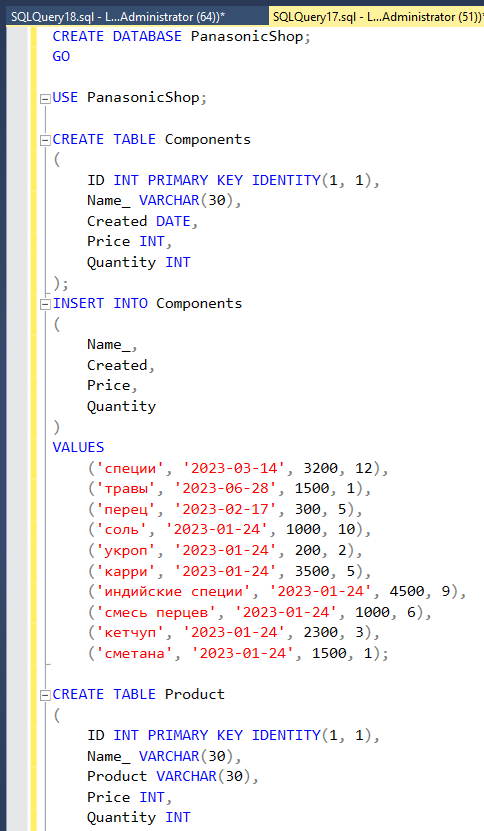 SQLQuery18.sql - L...Administrator (64))*
SQLQuery17.sql - L...Administrator (51))*
CREATE DATABASE PanasonicShop;
GO
USE PanasonicShop;
CREATE TABLE Components
(
ID INT PRIMARY KEY IDENTITY(1, 1),
Name_ VARCHAR(30),
Created DATE,
Price INT,
Quantity INT
);
INSERT INTO Components
(
Name_,
Created,
Price,
Quantity
)
VALUES
('специи', '2023-03-14', 3200, 12),
('травы', '2023-06-28', 1500, 1),
('перец', '2023-02-17', 300, 5),
('соль', '2023-01-24', 1000, 10),
('укроп', '2023-01-24', 200, 2),
('карри', '2023-01-24', 3500, 5),
('индийские специи', '2023-01-24', 4500, 9),
('смесь перцев', '2023-01-24', 1000, 6),
('кетчуп', '2023-01-24', 2300, 3),
('сметана', '2023-01-24', 1500, 1);
CREATE TABLE Product
(
ID INT PRIMARY KEY IDENTITY(1, 1),
Name_ VARCHAR(30),
Product VARCHAR(30),
Price INT,
Quantity INT